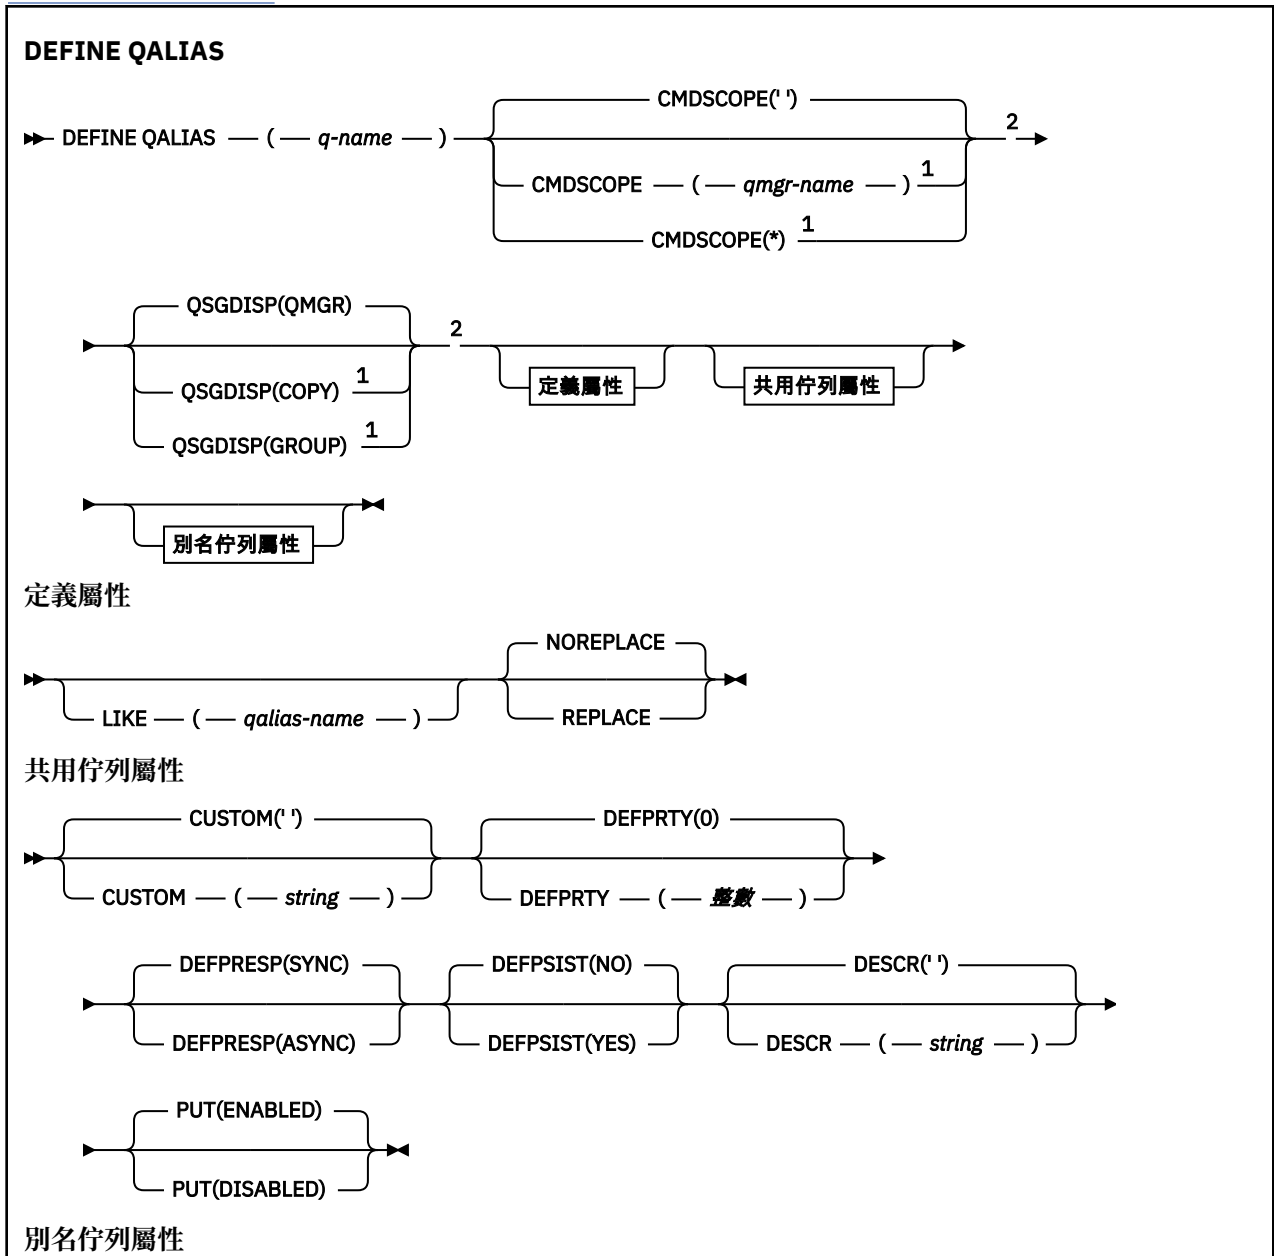 DEFINE QALIAS
CMDSCOPE(' ')
DEFINE QALIAS ( q-name ) 2
CMDSCOPE ( qmgr-name ) 1
CMDSCOPE(*) 1
QSGDISP(QMGR)
2
QSGDISP(COPY) 1
定義屬性 共用佇列屬性
QSGDISP(GROUP) 1
別名佇列屬性
定義屬性
NOREPLACE
LIKE ( qalias-name ) REPLACE
共用佇列屬性
CUSTOM(' ') DEFPRTY(0)
CUSTOM ( string ) DEFPRTY ( 整數 )
DEFPRESP(SYNC) DEFPSIST(NO) DESCR(' ')
DEFPRESP(ASYNC) DEFPSIST(YES) DESCR ( string )
PUT(ENABLED)
PUT(DISABLED)
別名佇列屬性